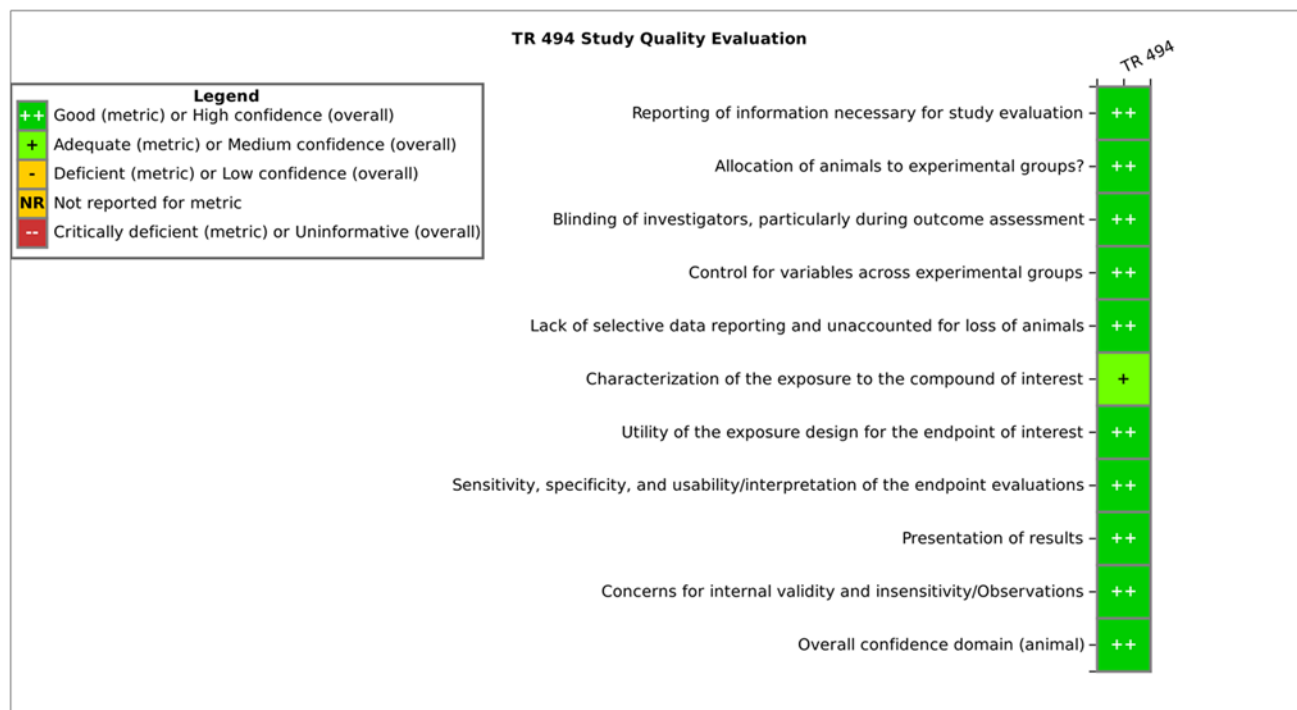 TR 494 Study Quality Evaluation
TR 494
Legend
++ Good (metric) or High confidence (overall)
+ Adequate (metric) or Medium confidence (overall)
- Deficient (metric) or Low confidence (overall)
NR Not reported for metric
-- Critically deficient (metric) or Uninformative (overall)
Reporting of information necessary for study evaluation ++
Allocation of animals to experimental groups? ++
Blinding of investigators, particularly during outcome assessment ++
Control for variables across experimental groups ++
Lack of selective data reporting and unaccounted for loss of animals ++
Characterization of the exposure to the compound of interest +
Utility of the exposure design for the endpoint of interest ++
Sensitivity, specificity, and usability/interpretation of the endpoint evaluations ++
Presentation of results ++
Concerns for internal validity and insensitivity/Observations ++
Overall confidence domain (animal) ++